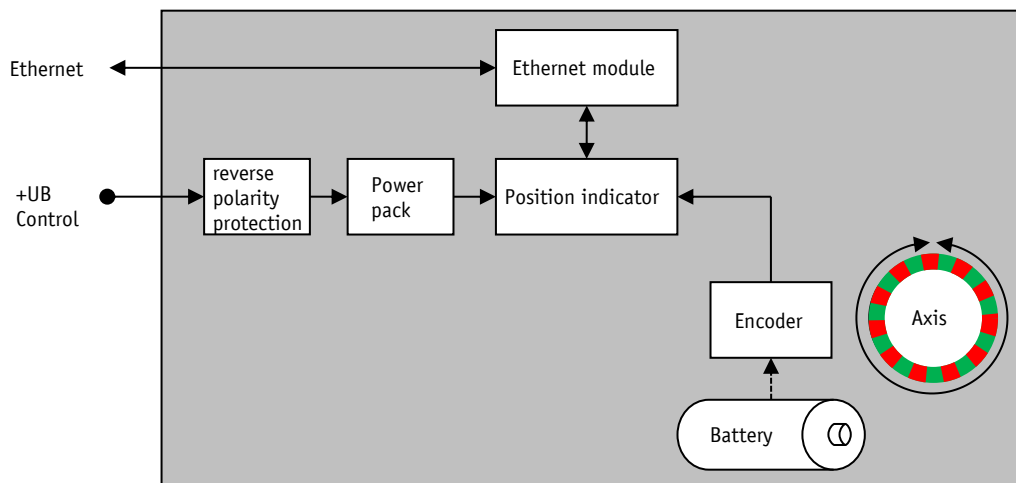 Ethernet
Ethernet module
+UB
Control
reverse
polarity
protection
Power
pack
Position indicator
Encoder
Axis
Battery